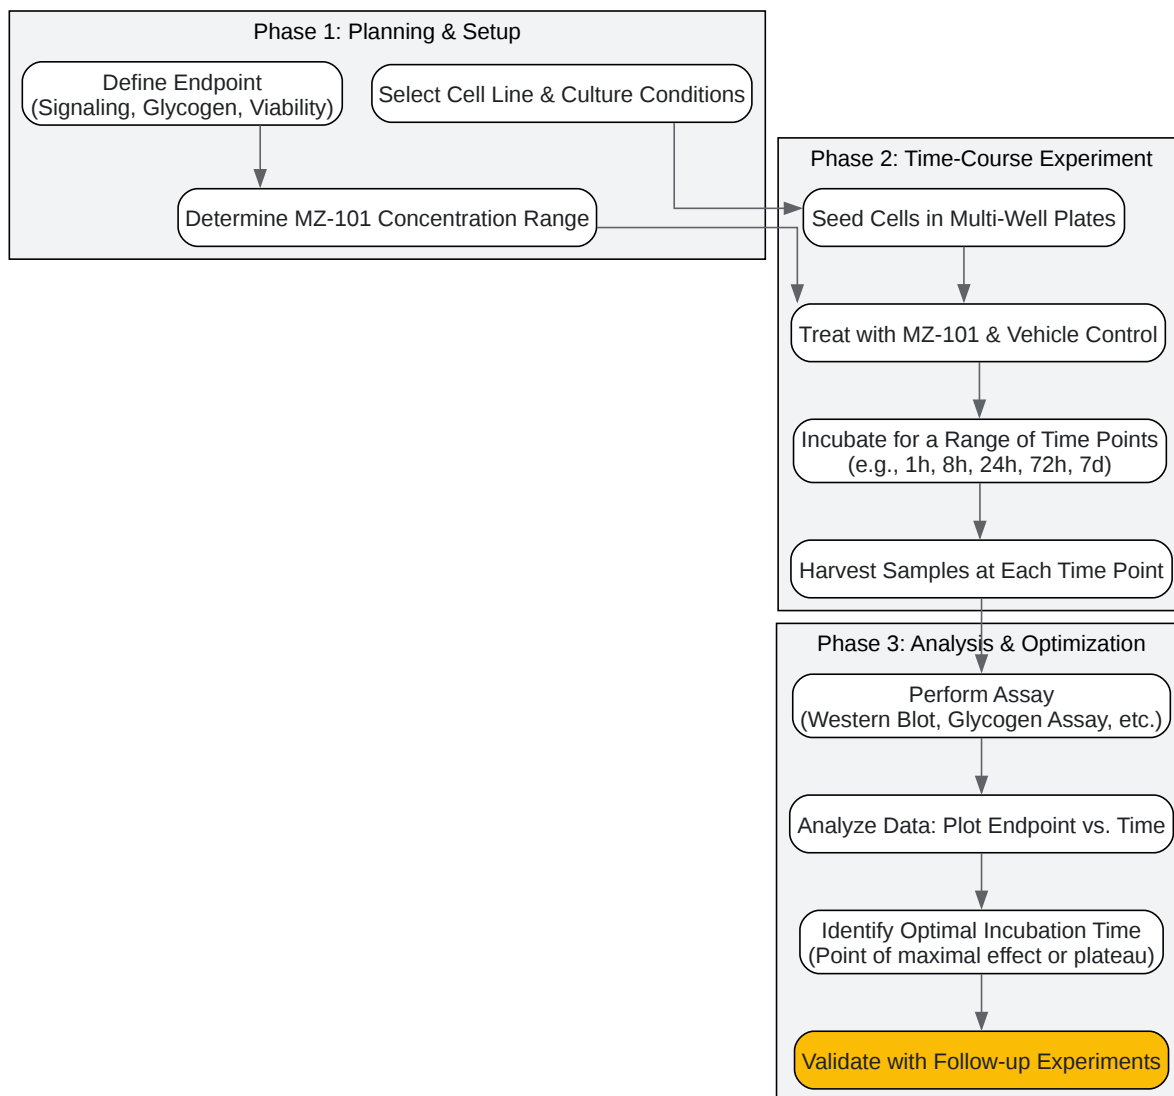 Phase 1: Planning & Setup
Define Endpoint
(Signaling, Glycogen, Viability)
Select Cell Line & Culture Conditions
Determine MZ-101 Concentration Range
Phase 2: Time-Course Experiment
Seed Cells in Multi-Well Plates
Treat with MZ-101 & Vehicle Control
Incubate for a Range of Time Points
(e.g., 1h, 8h, 24h, 72h, 7d)
Harvest Samples at Each Time Point
Phase 3: Analysis & Optimization
Perform Assay
(Western Blot, Glycogen Assay, etc.)
Analyze Data: Plot Endpoint vs. Time
Identify Optimal Incubation Time
(Point of maximal effect or plateau)
Validate with Follow-up Experiments